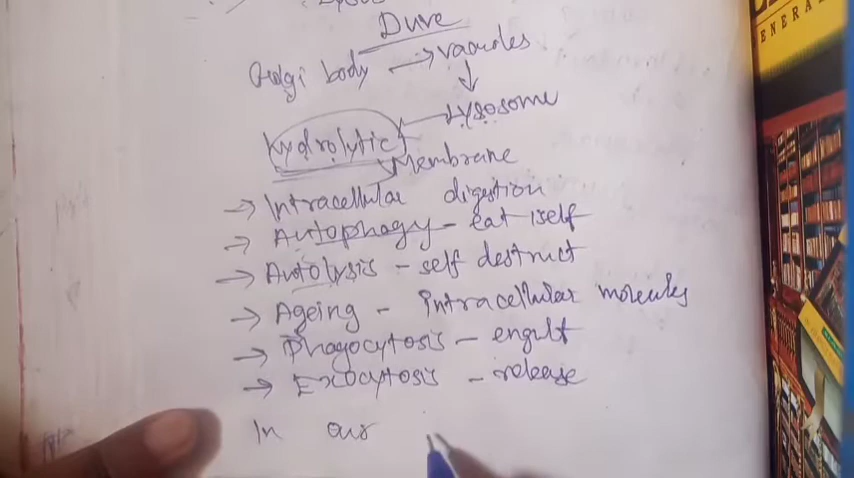 Duve
Golgi body → vacuoles
↓
Lysosome
Hydrolytic
Membrane
→ Intracellular digestion
→ Autophagy - eat itself
→ Autolysis - self destruct
→ Ageing - intracellular molecules
→ Phagocytosis - engulf
→ Exocytosis - release
In our
ENERAL